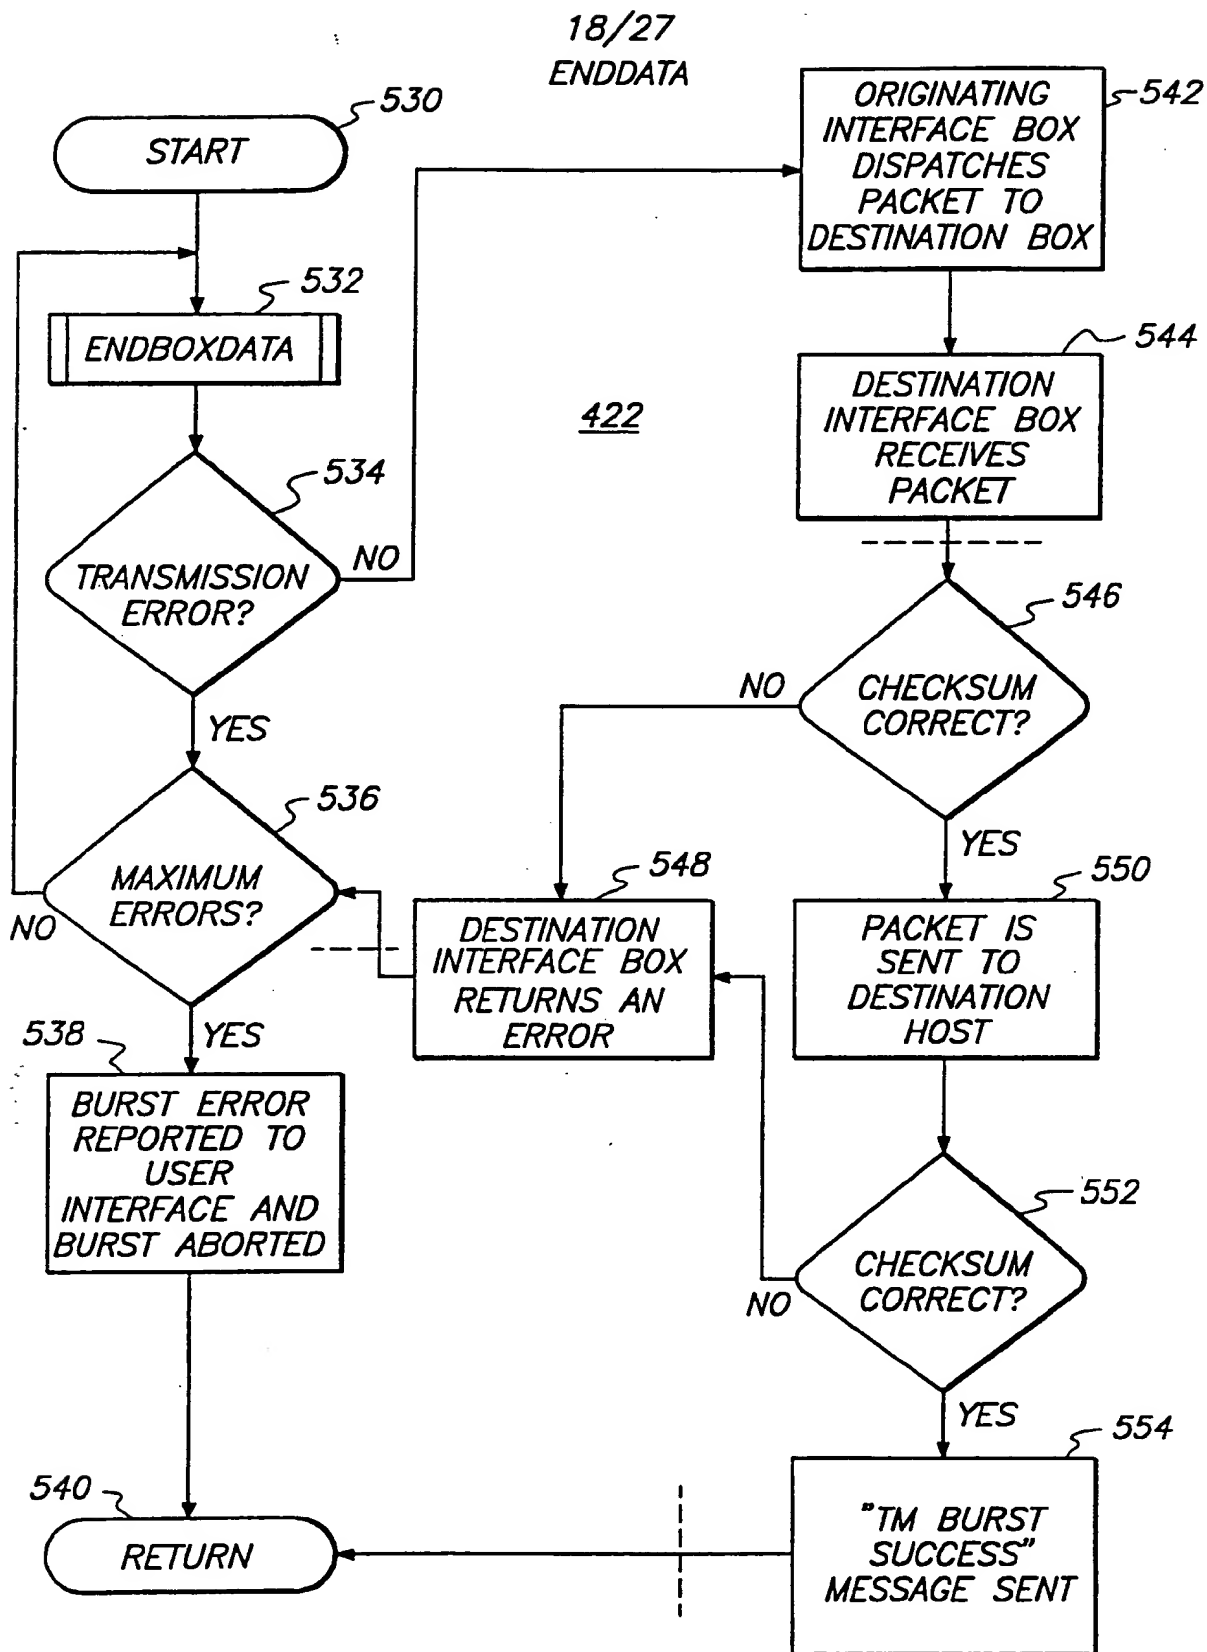 18/27
ENDDATA
530
START
532
ENDBOXDATA
534
TRANSMISSION
ERROR?
NO
YES
536
MAXIMUM
ERRORS?
NO
YES
538
BURST ERROR
REPORTED TO
USER
INTERFACE AND
BURST ABORTED
540
RETURN
422
542
ORIGINATING
INTERFACE BOX
DISPATCHES
PACKET TO
DESTINATION BOX
544
DESTINATION
INTERFACE BOX
RECEIVES
PACKET
546
CHECKSUM
CORRECT?
NO
YES
548
DESTINATION
INTERFACE BOX
RETURNS AN
ERROR
550
PACKET IS
SENT TO
DESTINATION
HOST
552
CHECKSUM
CORRECT?
NO
YES
554
"TM BURST
SUCCESS"
MESSAGE SENT